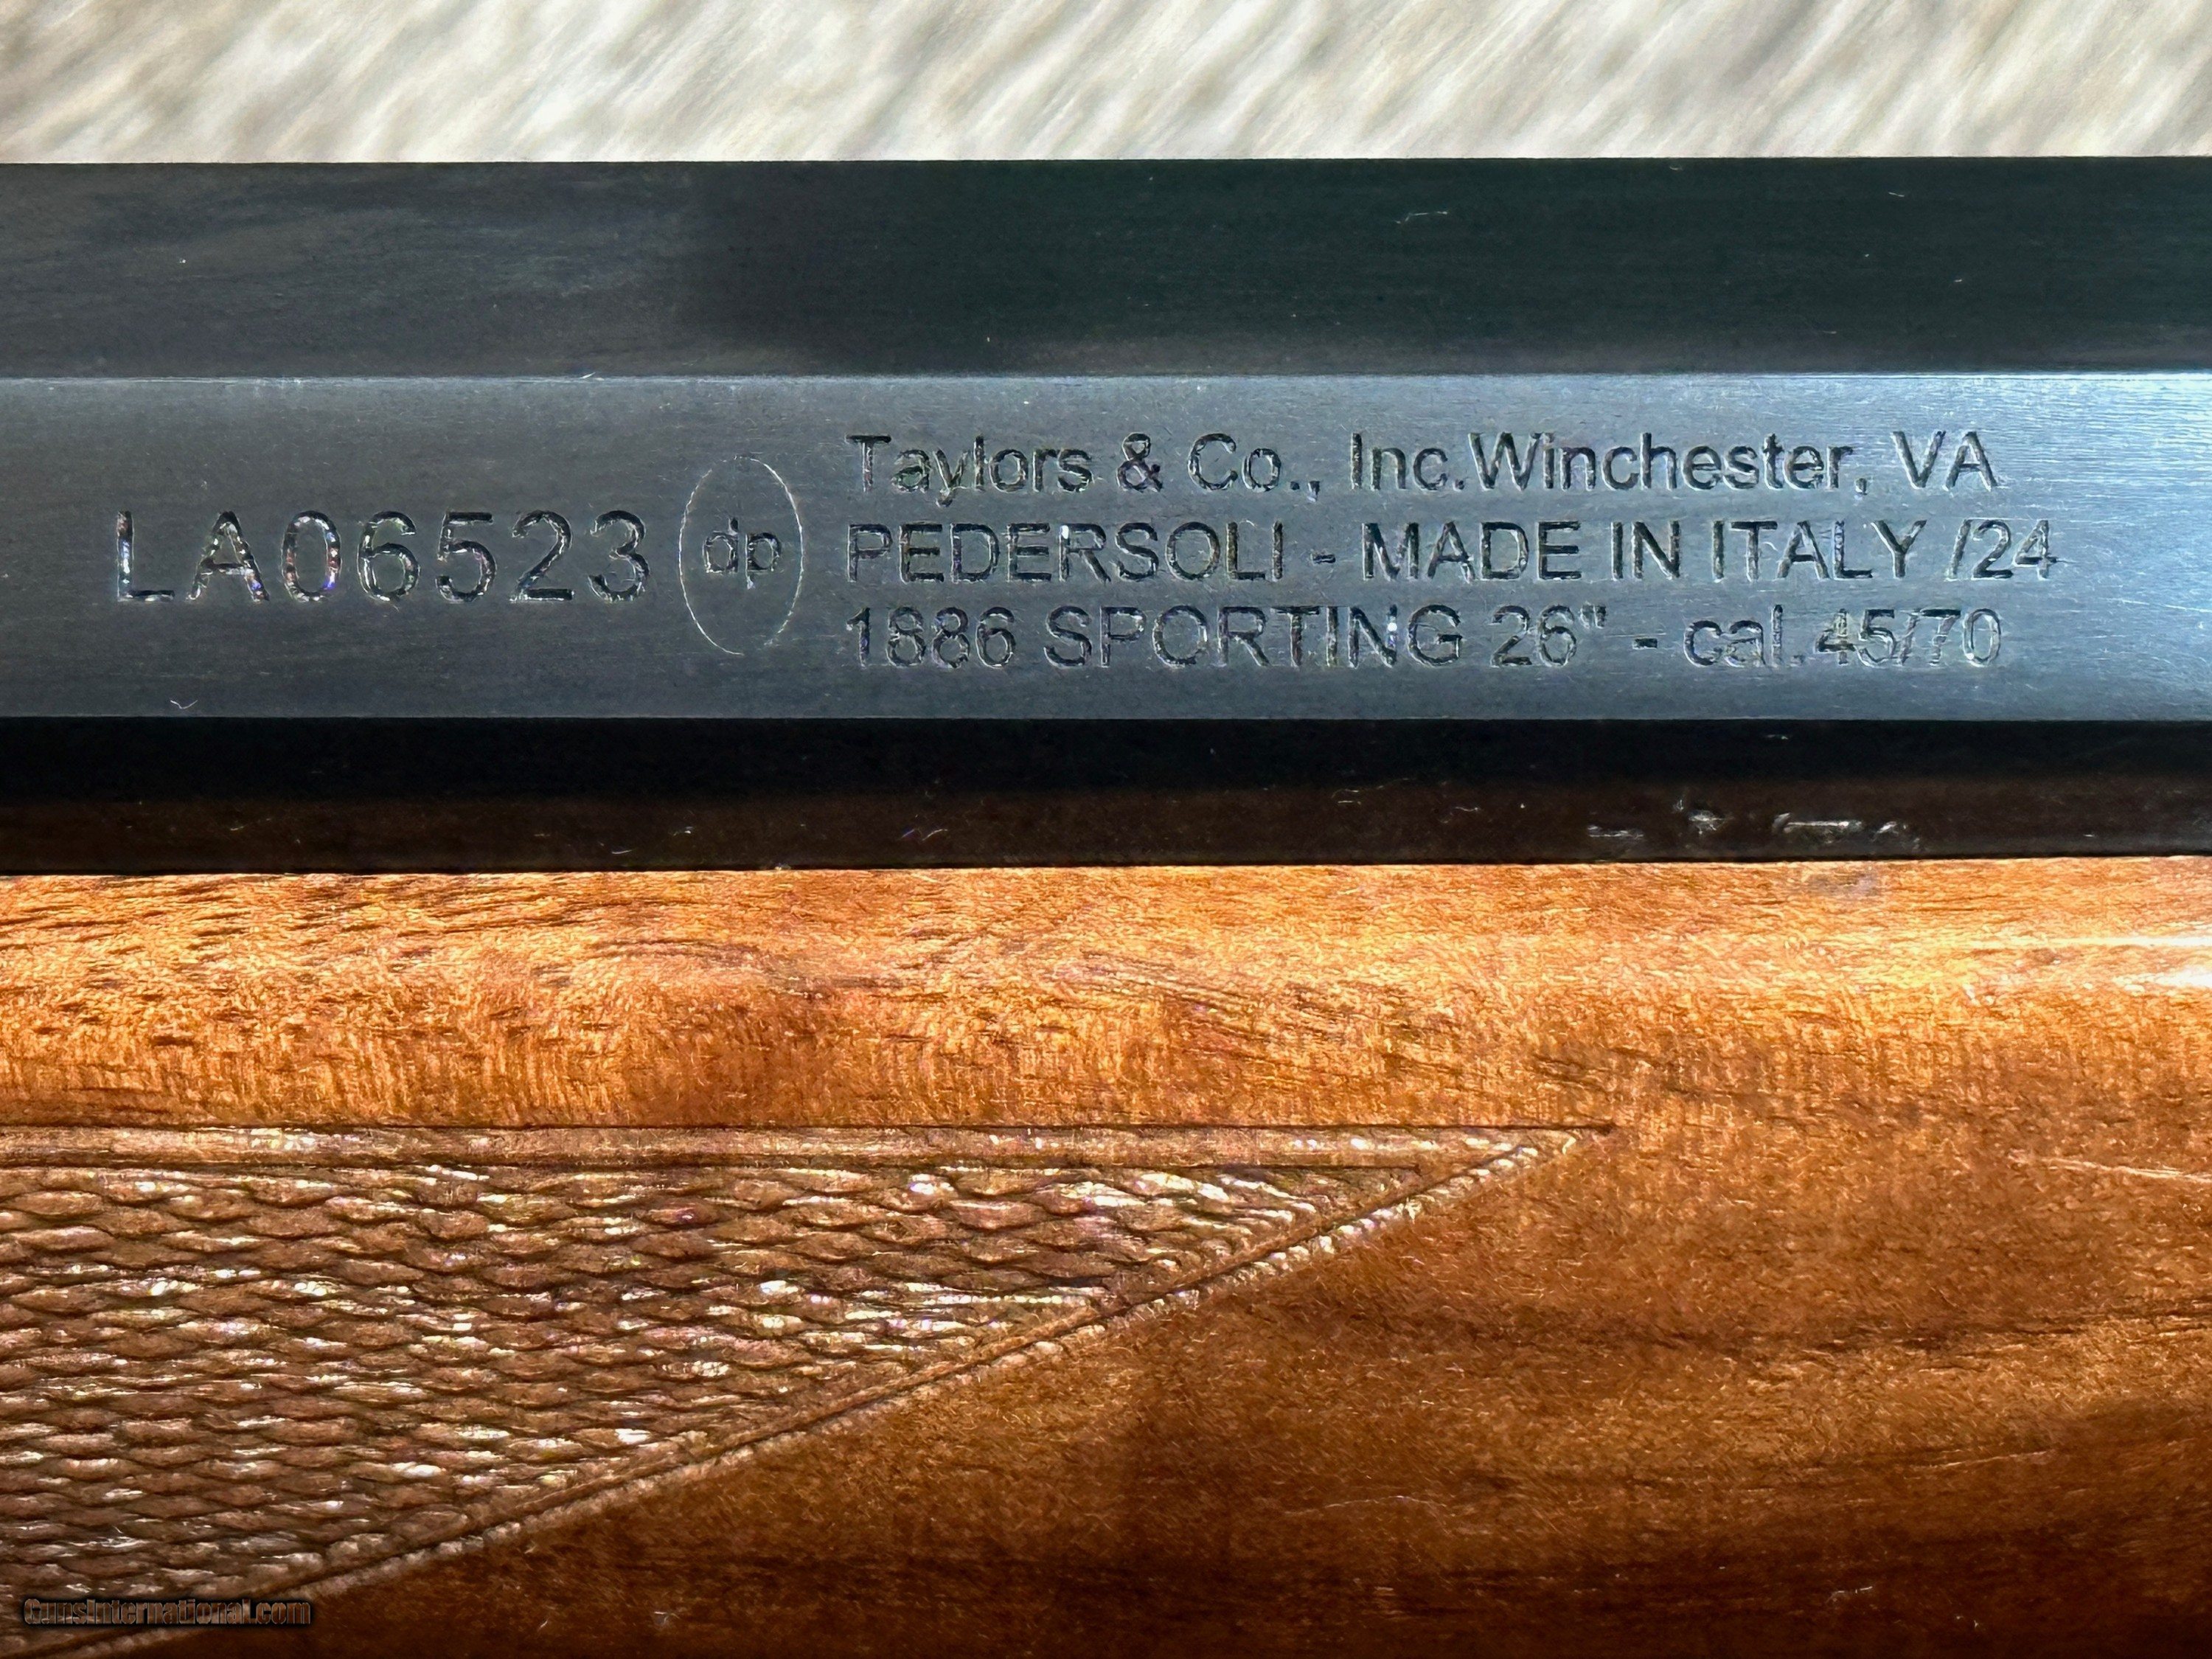 LA06523
dp
Taylors & Co., Inc.Winchester, VA
PEDERSOLI - MADE IN ITALY /24
1886 SPORTING 26" - cal.45/70
GunsInternational.com